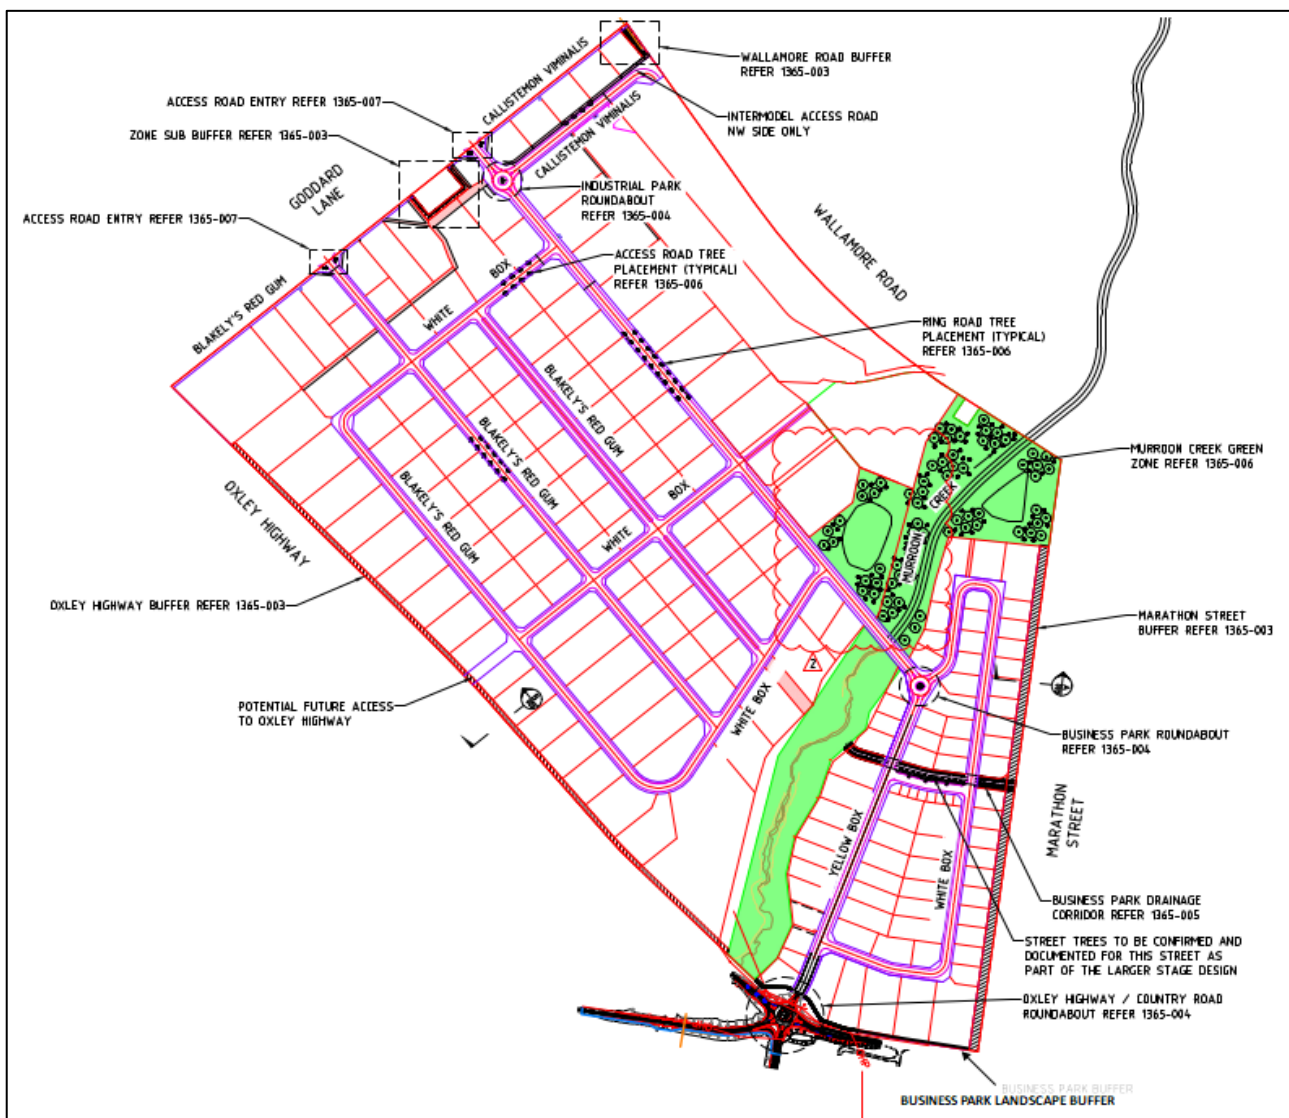 WALLAMORE ROAD BUFFER
REFER 1365-003
CALLISTEMON VIMINALIS
ACCESS ROAD ENTRY REFER 1365-007
INTERMODEL ACCESS ROAD
NW SIDE ONLY
ZONE SUB BUFFER REFER 1365-003
CALLISTEMON VIMINALIS
GODDARD
LANE
INDUSTRIAL PARK
ROUNDABOUT
REFER 1365-004
ACCESS ROAD ENTRY REFER 1365-007
WALLAMORE ROAD
ACCESS ROAD TREE
PLACEMENT (TYPICAL)
REFER 1365-006
BOX
WHITE
BLAKELY'S RED GUM
RING ROAD TREE
PLACEMENT (TYPICAL)
REFER 1365-006
BLAKELY'S RED GUM
BLAKELY'S RED GUM
BLAKELY'S RED GUM
MURROON CREEK GREEN
ZONE REFER 1365-006
OXLEY HIGHWAY
BOX
WHITE
CREEK
MURROON
OXLEY HIGHWAY BUFFER REFER 1365-003
MARATHON STREET
BUFFER REFER 1365-003
2
POTENTIAL FUTURE ACCESS
TO OXLEY HIGHWAY
WHITE BOX
BUSINESS PARK ROUNDABOUT
REFER 1365-004
MARATHON
STREET
YELLOW BOX
WHITE BOX
BUSINESS PARK DRAINAGE
CORRIDOR REFER 1365-005
STREET TREES TO BE CONFIRMED AND
DOCUMENTED FOR THIS STREET AS
PART OF THE LARGER STAGE DESIGN
OXLEY HIGHWAY / COUNTRY ROAD
ROUNDABOUT REFER 1365-004
BUSINESS PARK BUFFER
BUSINESS PARK LANDSCAPE BUFFER